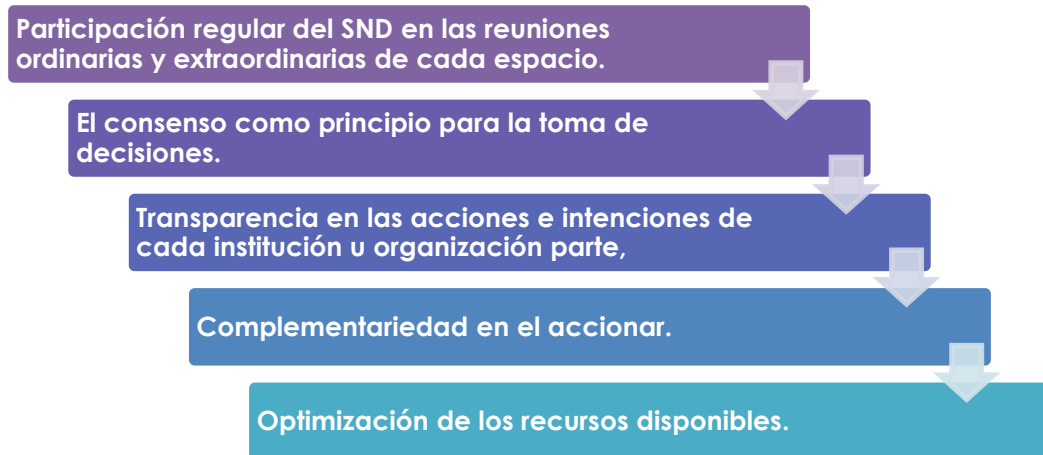 Participación regular del SND en las reuniones
ordinarias y extraordinarias de cada espacio.
El consenso como principio para la toma de
decisiones.
Transparencia en las acciones e intenciones de
cada institución u organización parte,
Complementariedad en el accionar.
Optimización de los recursos disponibles.